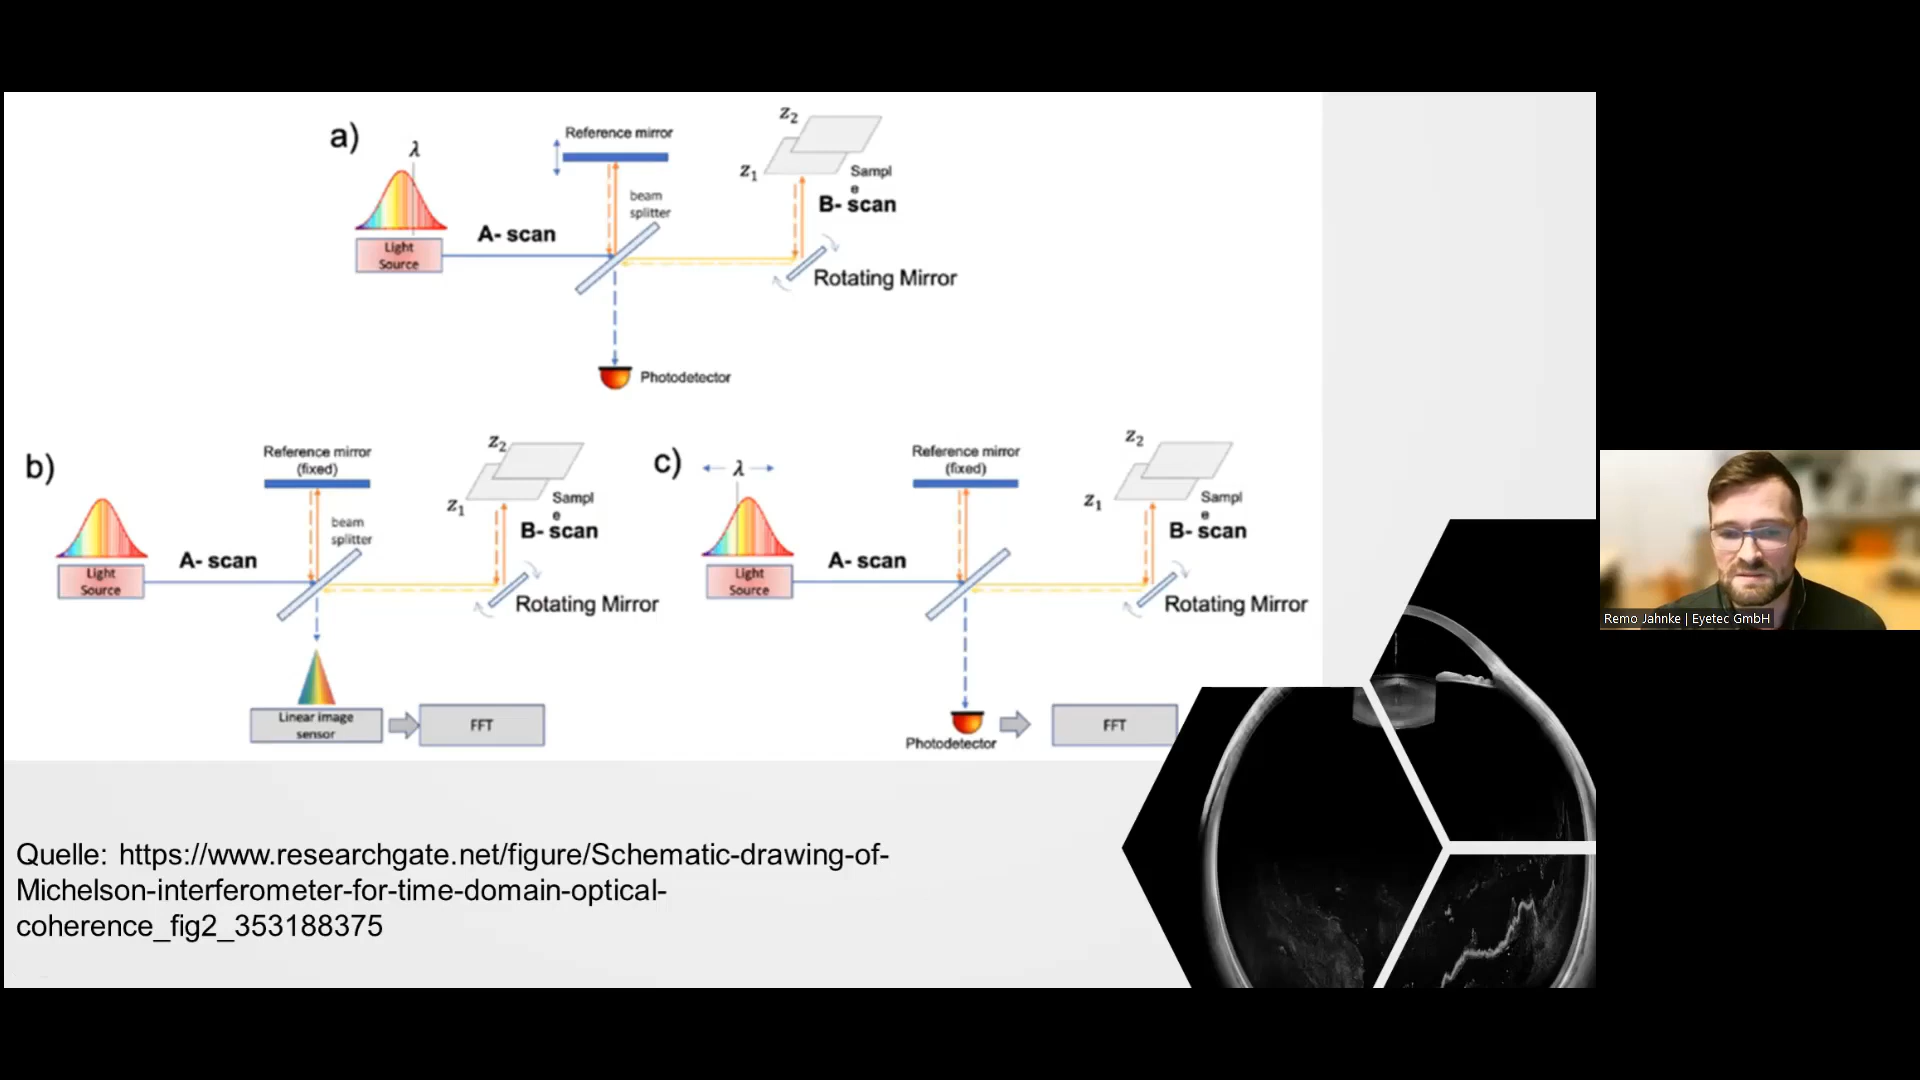 a)
λ
Light
Source
A- scan
Reference mirror
beam
splitter
z₂
z₁
Sampl
e
B- scan
Rotating Mirror
Photodetector
b)
Light
Source
A- scan
Reference mirror
(fixed)
beam
splitter
z₂
z₁
Sampl
e
B- scan
Rotating Mirror
Linear image
sensor
FFT
c)
λ
Light
Source
A- scan
Reference mirror
(fixed)
z₂
z₁
Sampl
e
B- scan
Rotating Mirror
Photodetector
FFT
Quelle: https://www.researchgate.net/figure/Schematic-drawing-of-
Michelson-interferometer-for-time-domain-optical-
coherence_fig2_353188375
Remo Jahnke | Eyetec GmbH